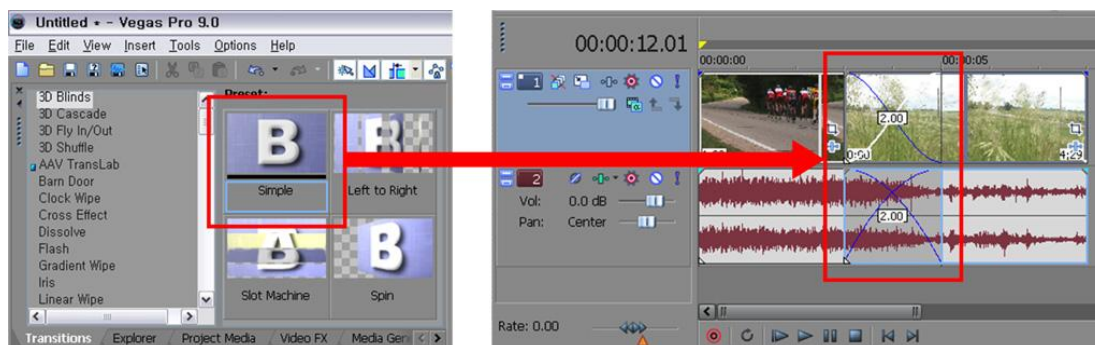 Untitled * - Vegas Pro 9.0
File Edit View Insert Tools Options Help
3D Blinds
3D Cascade
3D Fly In/Out
3D Shuffle
AAV TransLab
Barn Door
Clock Wipe
Cross Effect
Dissolve
Flash
Gradient Wipe
Iris
Linear Wipe
Preset:
B B
Simple Left to Right
B
Slot Machine Spin
Transitions Explorer Project Media Video FX Media Gen
00:00:12.01
00:00:00 00:00:05
1
2.00
0:00 4:29
2
Vol: 0.0 dB
Pan: Center
2.00
Rate: 0.00